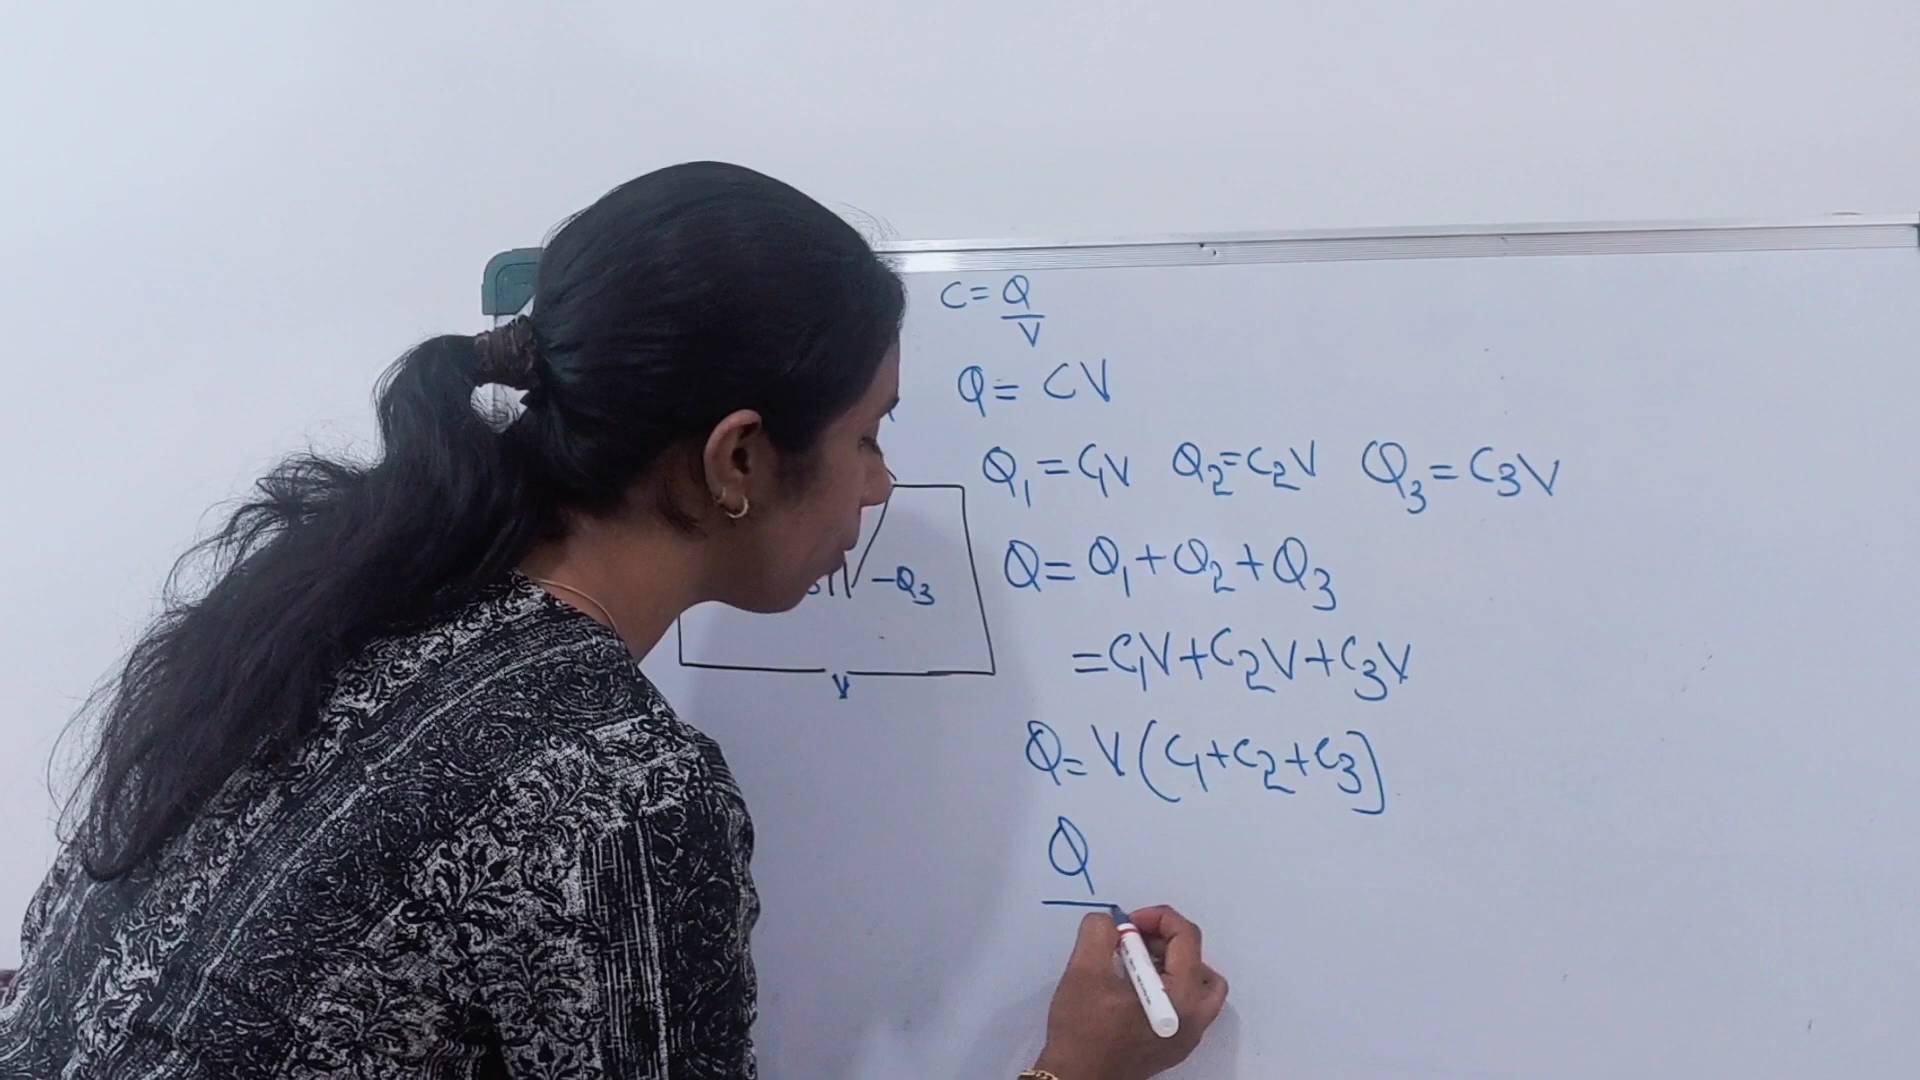 C = Q/V
Q = CV
Q₁ = C₁V Q₂ = C₂V Q₃ = C₃V
Q = Q₁ + Q₂ + Q₃
= C₁V + C₂V + C₃V
Q = V(C₁ + C₂ + C₃]
Q
-Q₃
V